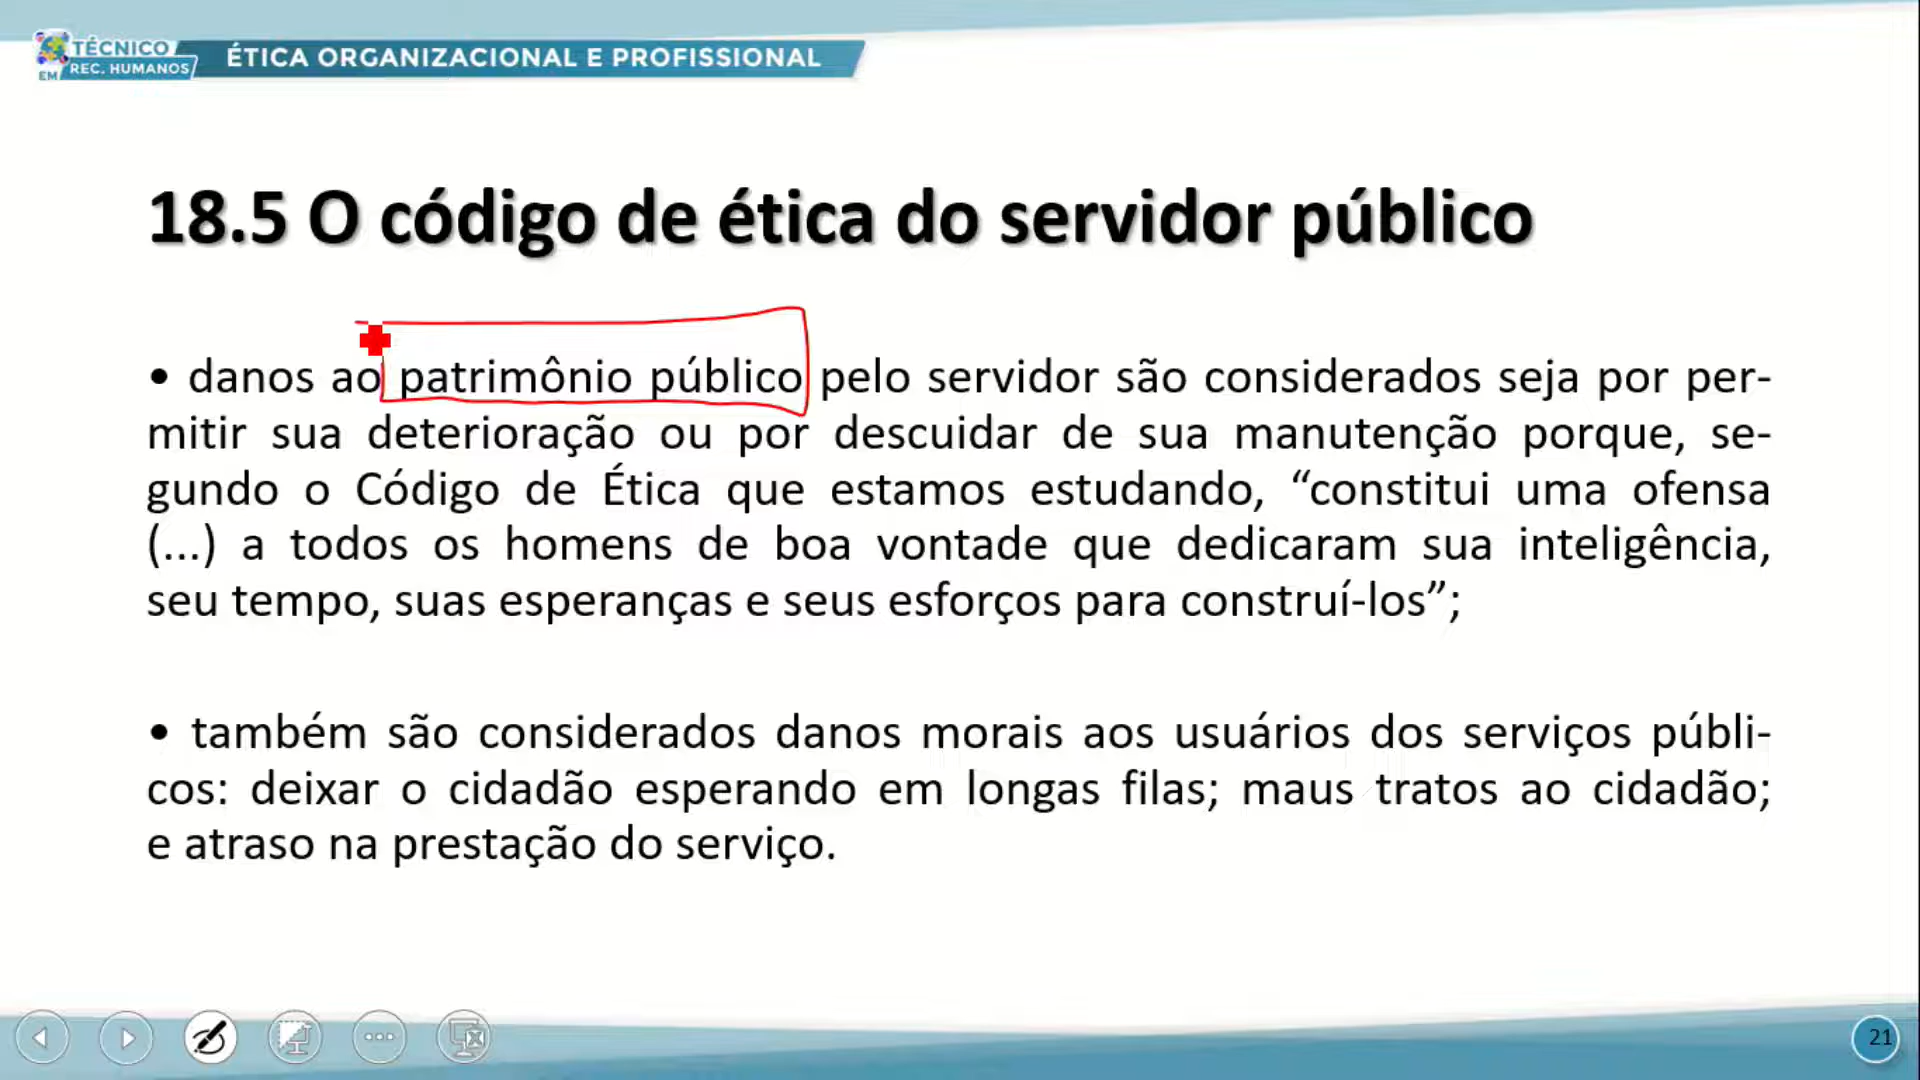 TÉCNICO
EM REC. HUMANOS
ÉTICA ORGANIZACIONAL E PROFISSIONAL
18.5 O código de ética do servidor público
• danos ao patrimônio público pelo servidor são considerados seja por per-
mitir sua deterioração ou por descuidar de sua manutenção porque, se-
gundo o Código de Ética que estamos estudando, “constitui uma ofensa
(...) a todos os homens de boa vontade que dedicaram sua inteligência,
seu tempo, suas esperanças e seus esforços para construí-los”;
• também são considerados danos morais aos usuários dos serviços públi-
cos: deixar o cidadão esperando em longas filas; maus tratos ao cidadão;
e atraso na prestação do serviço.
21